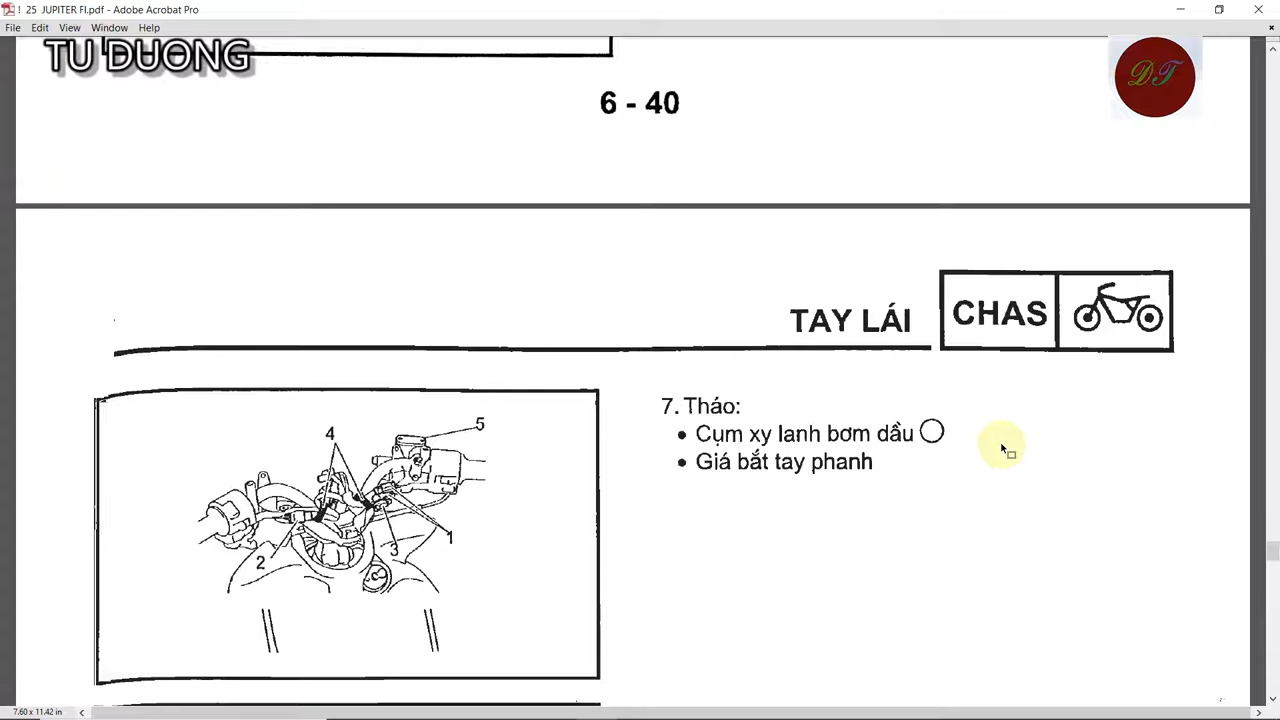 ! 25 JUPITER FI.pdf - Adobe Acrobat Pro
File Edit View Window Help
TU DUONG
DT
6 - 40
TAY LÁI CHAS
7. Tháo:
• Cụm xy lanh bơm dầu
• Giá bắt tay phanh
5
4
1
3
2
7.60 x 11.42 in